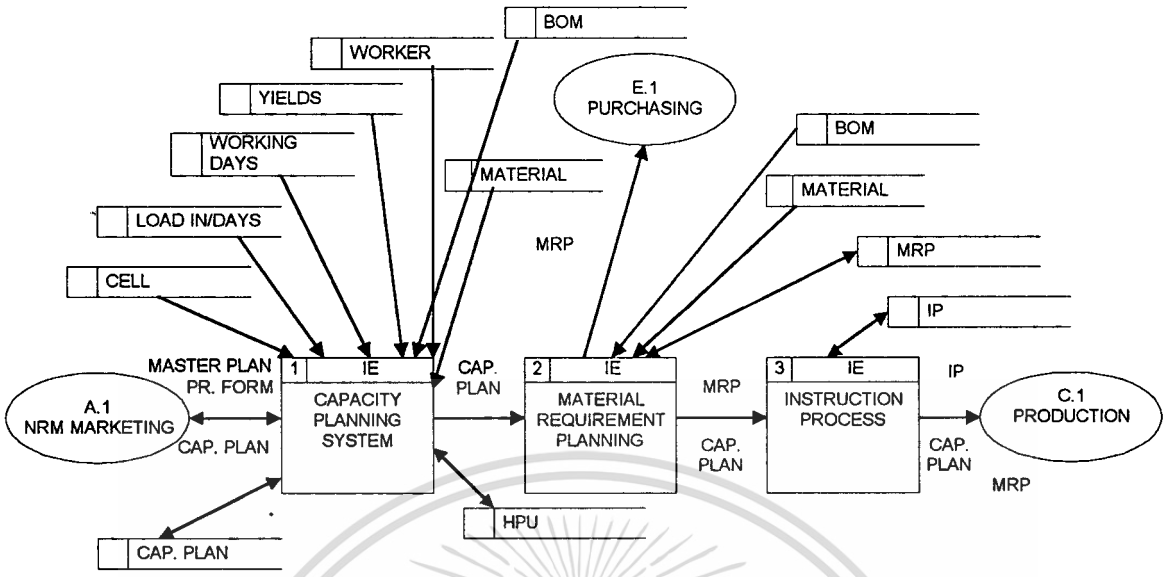 BOM
WORKER
E.1
PURCHASING
YIELDS
BOM
WORKING
DAYS
MATERIAL
MATERIAL
LOAD IN/DAYS
MRP
MRP
CELL
IP
MASTER PLAN
PR. FORM
1 IE
CAP.
PLAN
2 IE
MRP
3 IE
IP
A.1
NRM MARKETING
CAPACITY
PLANNING
SYSTEM
MATERIAL
REQUIREMENT
PLANNING
INSTRUCTION
PROCESS
C.1
PRODUCTION
CAP. PLAN
CAP.
PLAN
CAP.
PLAN
MRP
HPU
CAP. PLAN